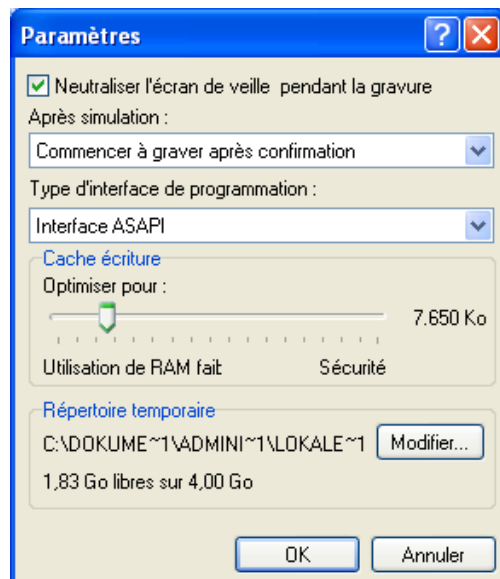 Paramètres
Neutraliser l'écran de veille pendant la gravure
Après simulation :
Commencer à graver après confirmation
Type d'interface de programmation :
Interface ASAPI
Cache écriture
Optimiser pour :
7.650 Ko
Utilisation de RAM fait Sécurité
Répertoire temporaire
C:\DOKUME~1\ADMINI~1\LOKALE~1 Modifier...
1,83 Go libres sur 4,00 Go
OK Annuler